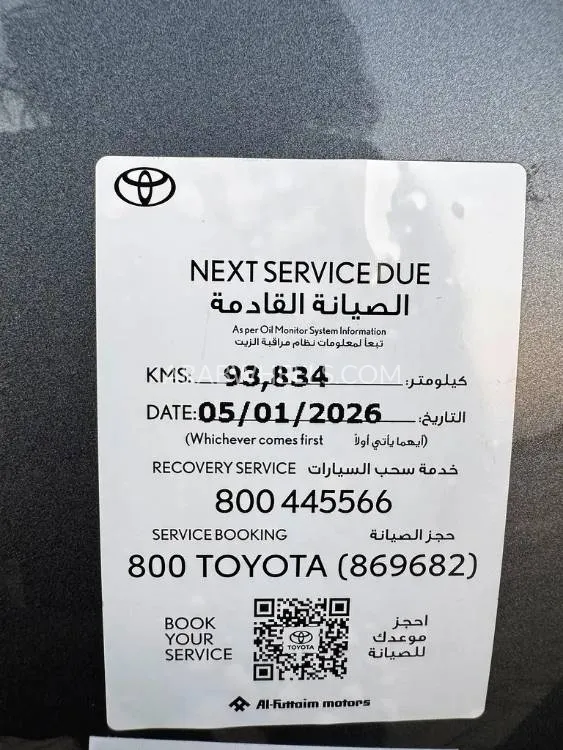 NEXT SERVICE DUE
الصيانة القادمة
As per Oil Monitor System Information
تبعاً لمعلومات نظام مراقبة الزيت
KMS: 93,834 كيلومتر:
DATE: 05/01/2026 التاريخ:
(Whichever comes first (أيهما يأتي أولاً)
RECOVERY SERVICE خدمة سحب السيارات
800 445566
SERVICE BOOKING حجز الصيانة
800 TOYOTA (869682)
BOOK احجز
YOUR موعدك
SERVICE للصيانة
TOYOTA
Al-Futtaim motors